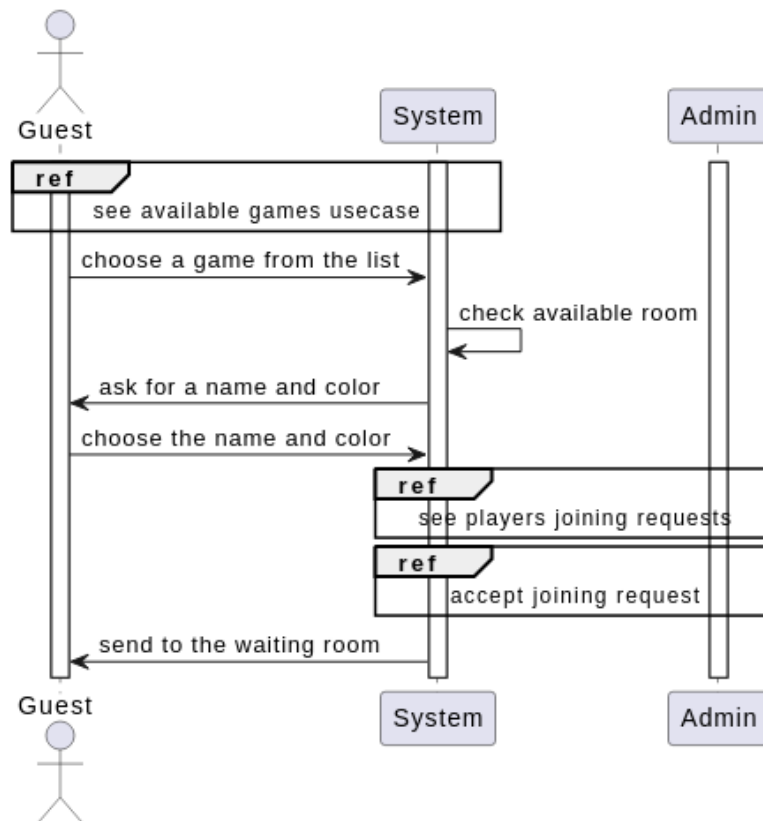 Guest
System
Admin
ref
see available games usecase
choose a game from the list
check available room
ask for a name and color
choose the name and color
ref
see players joining requests
ref
accept joining request
send to the waiting room
Guest
System
Admin